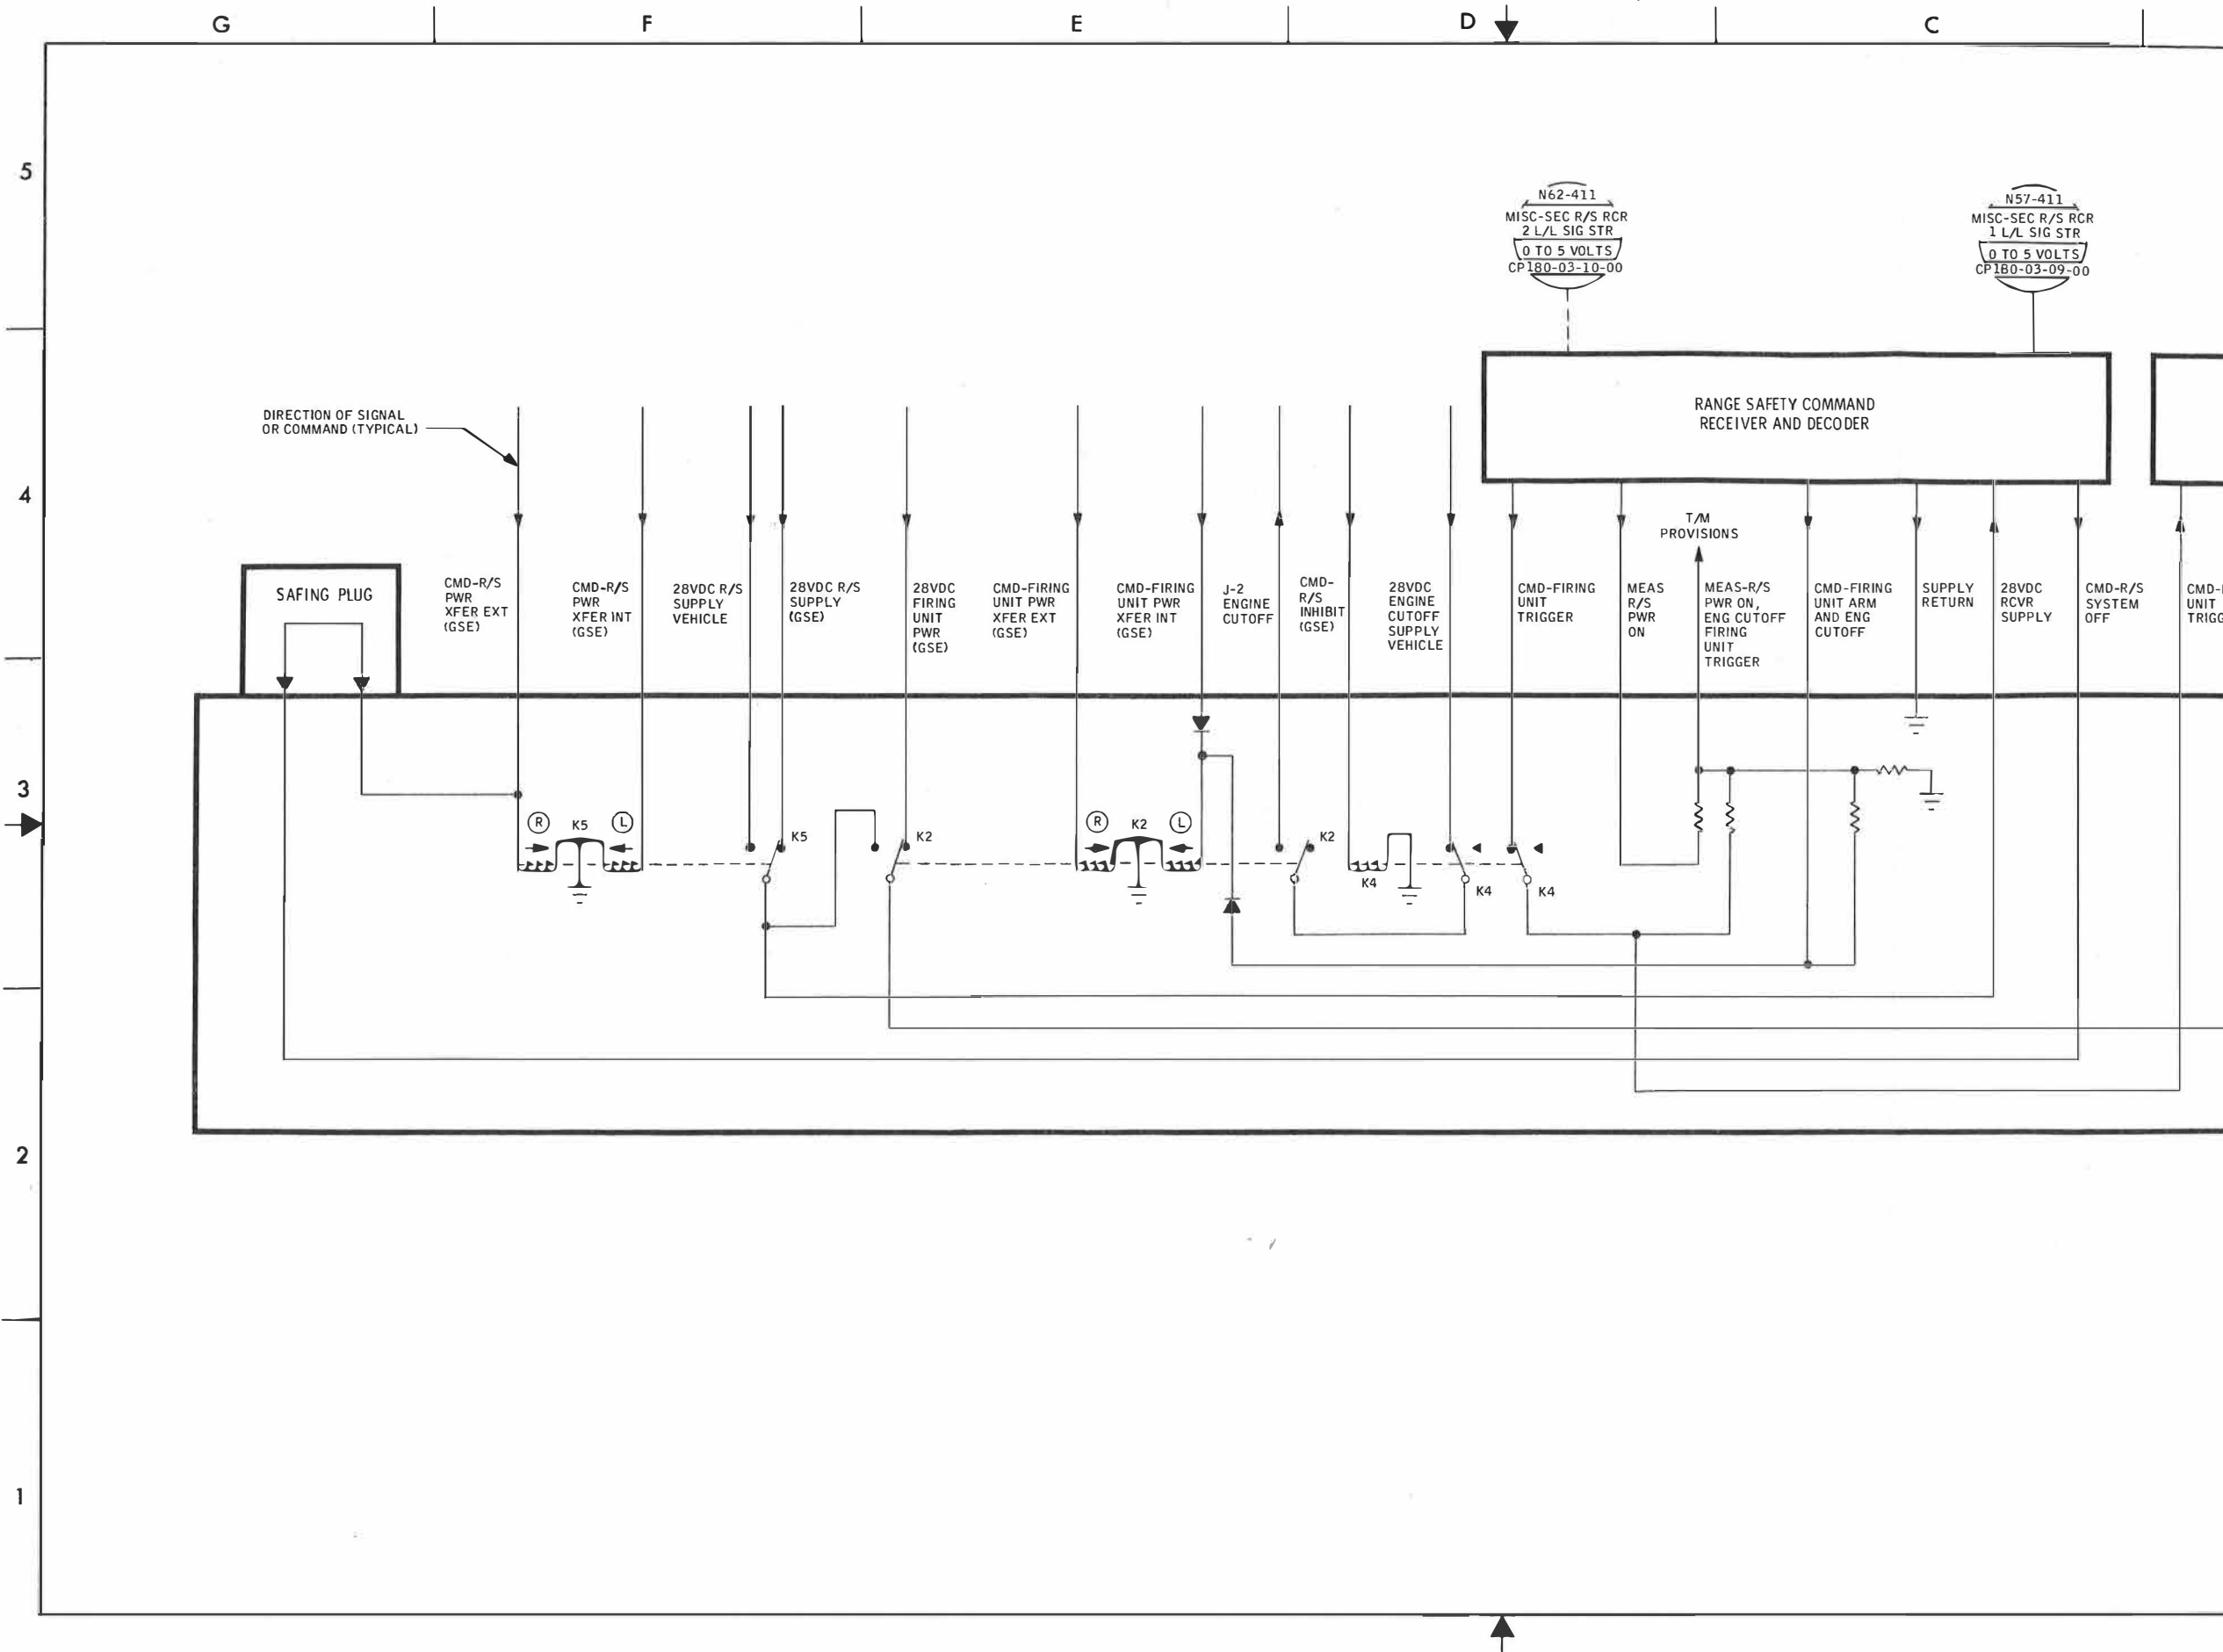 G
F
E
D
C
5
4
3
2
1
N62-411
MISC-SEC R/S RCR
2 L/L SIG STR
0 TO 5 VOLTS
CP180-03-10-00
N57-411
MISC-SEC R/S RCR
1 L/L SIG STR
0 TO 5 VOLTS
CP1B0-03-09-00
RANGE SAFETY COMMAND
RECEIVER AND DECODER
DIRECTION OF SIGNAL
OR COMMAND (TYPICAL)
T/M
PROVISIONS
SAFING PLUG
CMD-R/S
PWR
XFER EXT
(GSE)
CMD-R/S
PWR
XFER INT
(GSE)
28VDC R/S
SUPPLY
VEHICLE
28VDC R/S
SUPPLY
(GSE)
28VDC
FIRING
UNIT
PWR
(GSE)
CMD-FIRING
UNIT PWR
XFER EXT
(GSE)
CMD-FIRING
UNIT PWR
XFER INT
(GSE)
J-2
ENGINE
CUTOFF
CMD-
R/S
INHIBIT
(GSE)
28VDC
ENGINE
CUTOFF
SUPPLY
VEHICLE
CMD-FIRING
UNIT
TRIGGER
MEAS
R/S
PWR
ON
MEAS-R/S
PWR ON,
ENG CUTOFF
FIRING
UNIT
TRIGGER
CMD-FIRING
UNIT ARM
AND ENG
CUTOFF
SUPPLY
RETURN
28VDC
RCVR
SUPPLY
CMD-R/S
SYSTEM
OFF
CMD-
UNIT
TRIGG
R
K5
L
K5
K2
R
K2
L
K2
K4
K4
K4